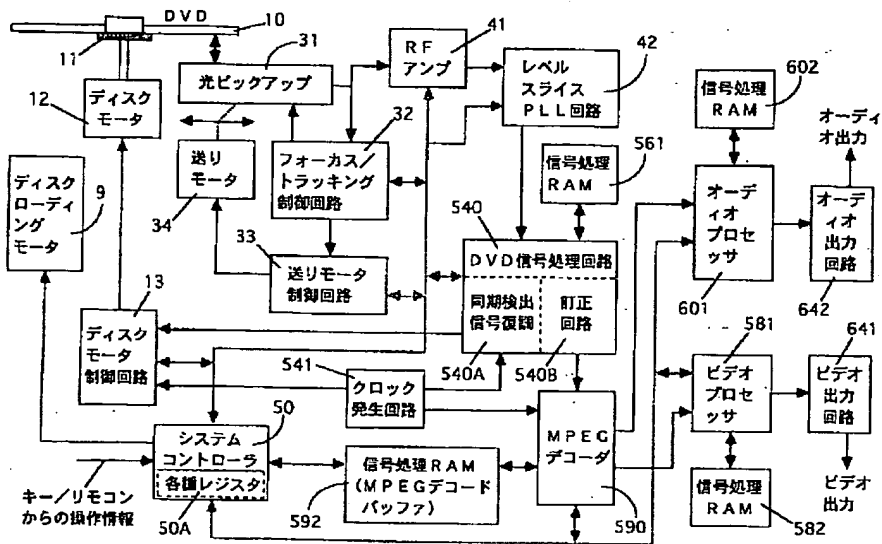 DVD
10
11
31
光ピックアップ
41
RF
アンプ
42
レベル
スライス
PLL回路
12
ディスク
モータ
602
信号処理
RAM
オーディ
オ出力
9
ディスク
ローディ
ング
モータ
送り
モータ
34
32
フォーカス/
トラッキング
制御回路
561
信号処理
RAM
オーディ
オプロセ
ッサ
601
オーディ
オ出力
回路
642
33
送りモータ
制御回路
540
DVD信号処理回路
同期検出
信号復調
540A
訂正
回路
540B
13
ディスク
モータ
制御回路
541
クロック
発生回路
581
ビデオ
プロセ
ッサ
641
ビデオ
出力
回路
50
システム
コントローラ
各種レジスタ
50A
キー/リモコン
からの操作情報
信号処理RAM
(MPEGデコード
バッファ)
592
MPEG
デコーダ
590
信号処理
RAM
582
ビデオ
出力